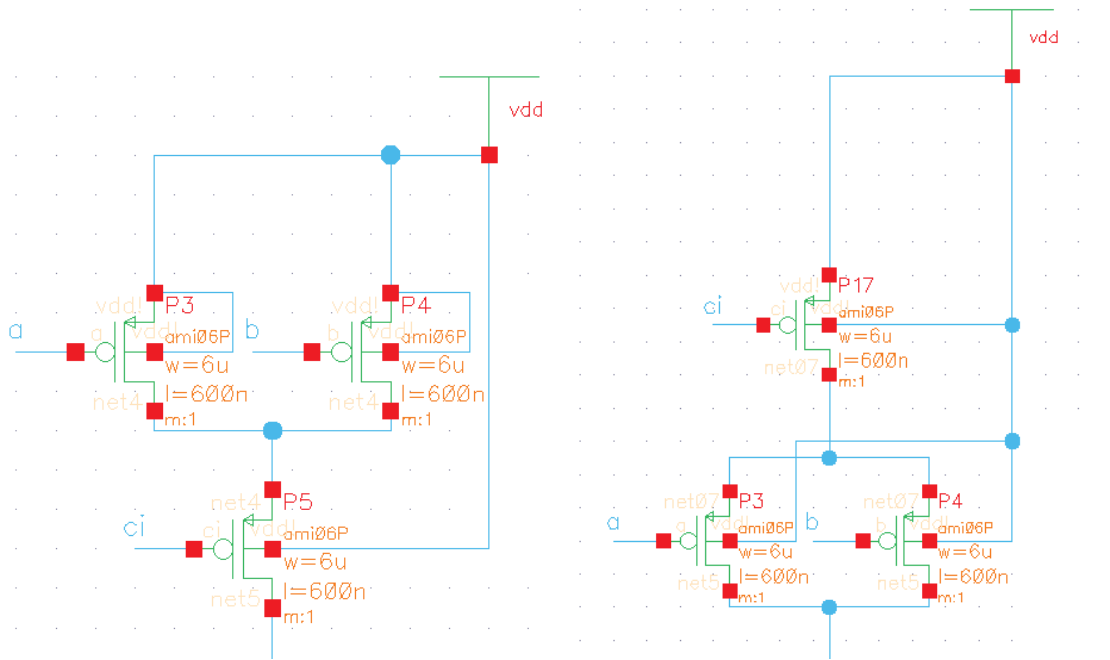 vdd
vdd! P3
a
a vdd!
ami06P
w=6u
l=600n
net4
m:1
vdd! P4
b
b vdd!
ami06P
w=6u
l=600n
net4
m:1
net4 P5
ci
ci vdd!
ami06P
w=6u
l=600n
net5
m:1
vdd
vdd! P17
ci
ci vdd!
ami06P
w=6u
l=600n
net07
m:1
net07 P3
a
a vdd!
ami06P
w=6u
l=600n
net5
m:1
net07 P4
b
b vdd!
ami06P
w=6u
l=600n
net5
m:1